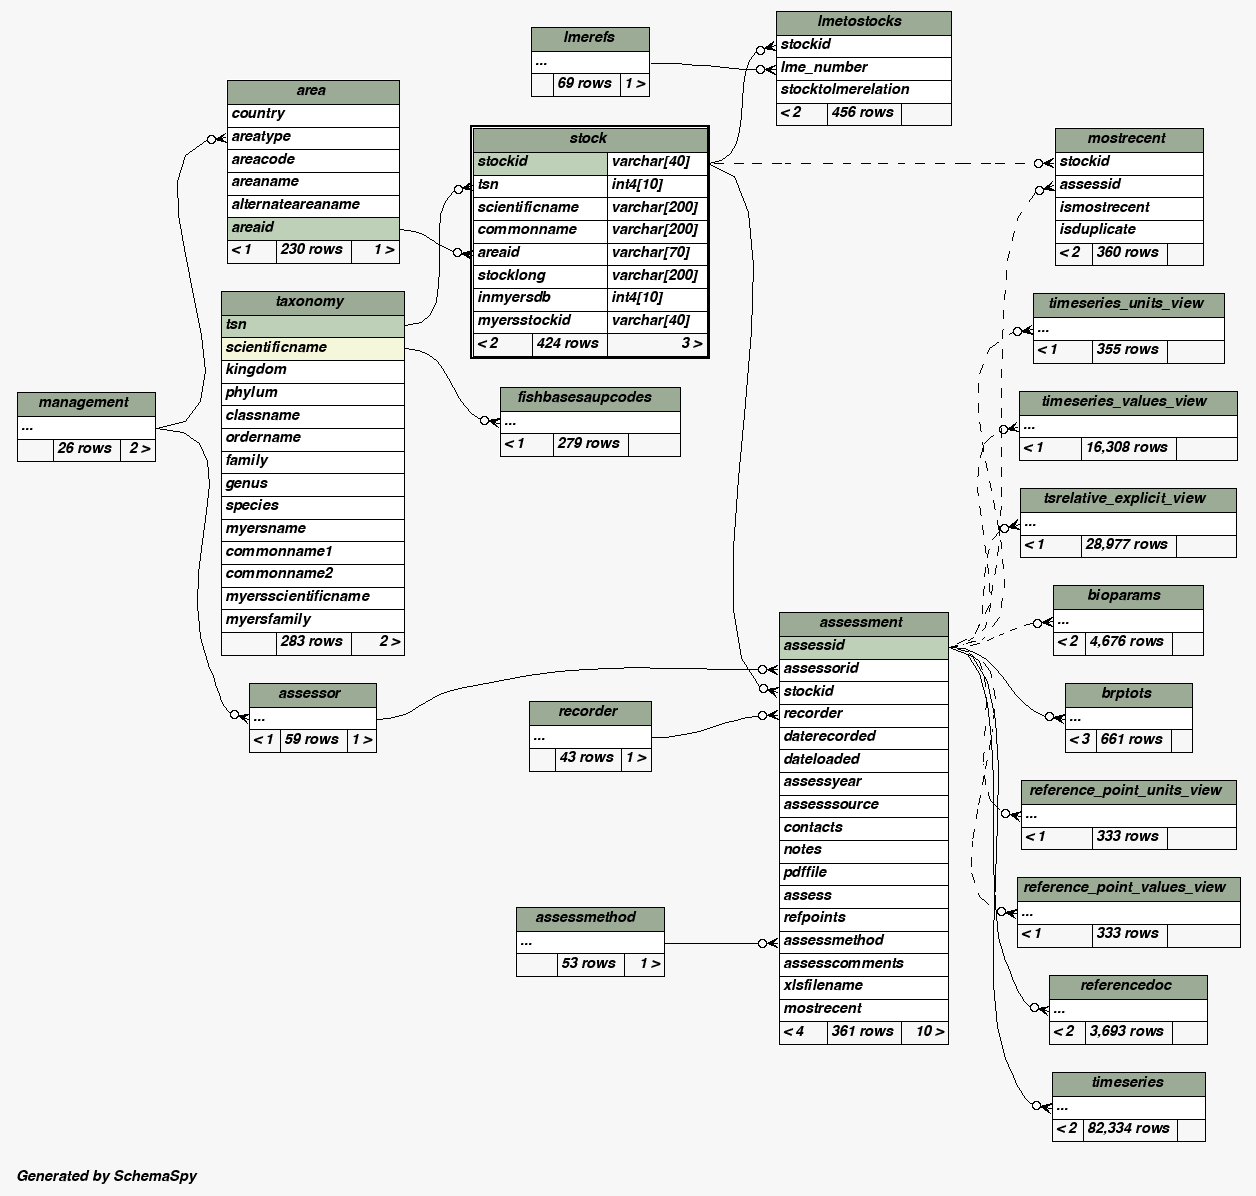 lmerefs
...
69 rows 1 >
lmetostocks
stockid
lme_number
stocktolmerelation
< 2 456 rows
area
country
areatype
areacode
areaname
alternateareaname
areaid
< 1 230 rows 1 >
stock
stockid varchar[40]
tsn int4[10]
scientificname varchar[200]
commonname varchar[200]
areaid varchar[70]
stocklong varchar[200]
inmyersdb int4[10]
myersstockid varchar[40]
< 2 424 rows 3 >
mostrecent
stockid
assessid
ismostrecent
isduplicate
< 2 360 rows
taxonomy
tsn
scientificname
kingdom
phylum
classname
ordername
family
genus
species
myersname
commonname1
commonname2
myersscientificname
myersfamily
283 rows 2 >
timeseries_units_view
...
< 1 355 rows
management
...
26 rows 2 >
fishbasesaupcodes
...
< 1 279 rows
timeseries_values_view
...
< 1 16,308 rows
tsrelative_explicit_view
...
< 1 28,977 rows
bioparams
...
< 2 4,676 rows
assessment
assessid
assessorid
stockid
recorder
daterecorded
dateloaded
assessyear
assesssource
contacts
notes
pdffile
assess
refpoints
assessmethod
assesscomments
xlsfilename
mostrecent
< 4 361 rows 10 >
assessor
...
< 1 59 rows 1 >
recorder
...
43 rows 1 >
brptots
...
< 3 661 rows
reference_point_units_view
...
< 1 333 rows
reference_point_values_view
...
< 1 333 rows
assessmethod
...
53 rows 1 >
referencedoc
...
< 2 3,693 rows
timeseries
...
< 2 82,334 rows
Generated by SchemaSpy